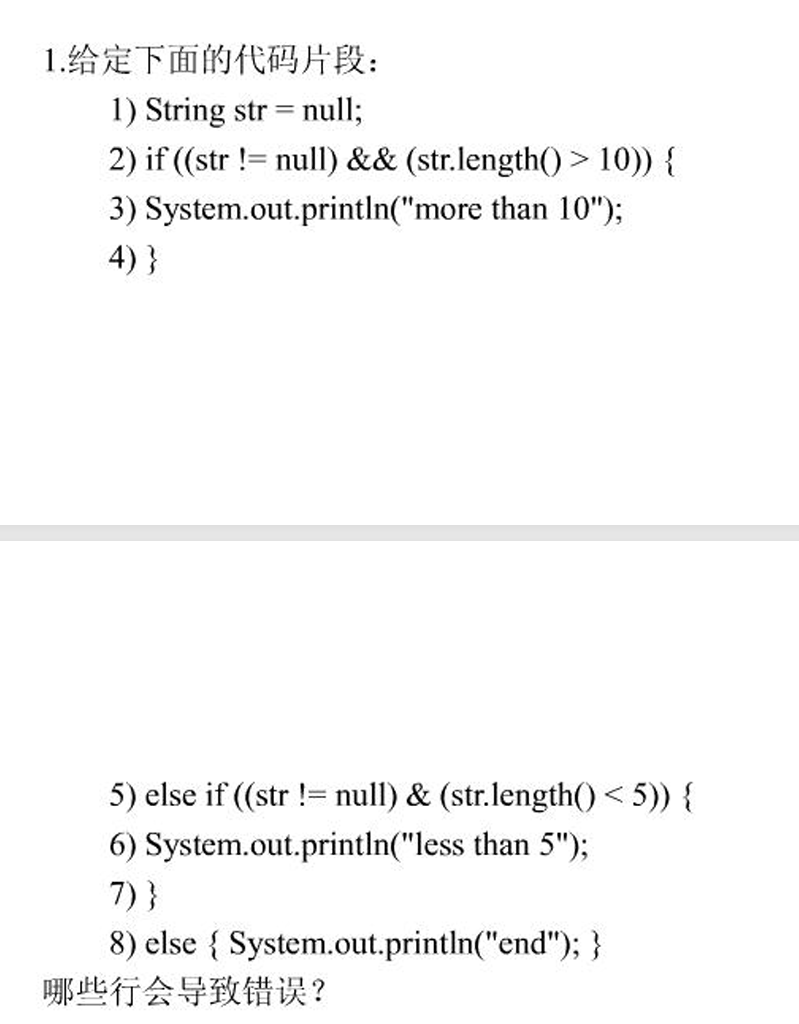 1.给定下面的代码片段：
1) String str = null;
2) if ((str != null) && (str.length() > 10)) {
3) System.out.println("more than 10");
4) }
5) else if ((str != null) & (str.length() < 5)) {
6) System.out.println("less than 5");
7) }
8) else { System.out.println("end"); }
哪些行会导致错误？